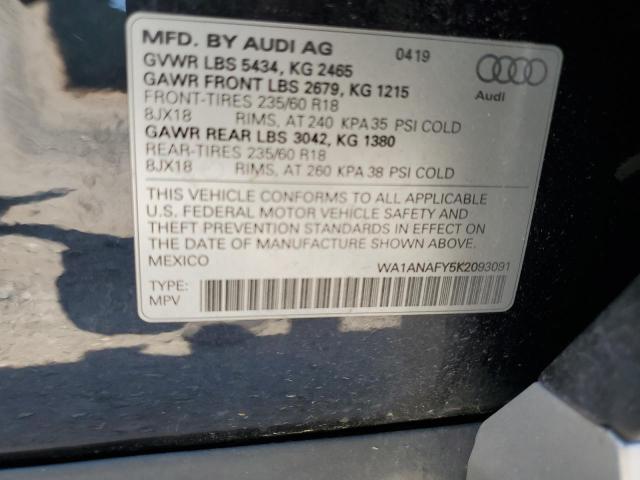 MFD. BY AUDI AG 0419
GVWR LBS 5434, KG 2465
GAWR FRONT LBS 2679, KG 1215
FRONT-TIRES 235/60 R18
8JX18 RIMS, AT 240 KPA 35 PSI COLD
GAWR REAR LBS 3042, KG 1380
REAR-TIRES 235/60 R18
8JX18 RIMS, AT 260 KPA 38 PSI COLD
Audi
THIS VEHICLE CONFORMS TO ALL APPLICABLE
U.S. FEDERAL MOTOR VEHICLE SAFETY AND
THEFT PREVENTION STANDARDS IN EFFECT ON
THE DATE OF MANUFACTURE SHOWN ABOVE.
MEXICO WA1ANAFY5K2093091
TYPE:
MPV